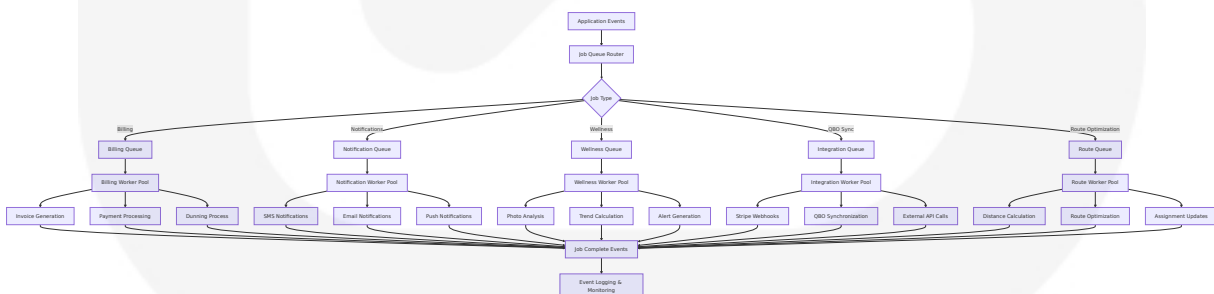 Application Events
Job Queue Router
Job Type
Billing
Notifications
Wellness
QBO Sync
Route Optimization
Billing Queue
Notification Queue
Wellness Queue
Integration Queue
Route Queue
Billing Worker Pool
Notification Worker Pool
Wellness Worker Pool
Integration Worker Pool
Route Worker Pool
Invoice Generation
Payment Processing
Dunning Process
SMS Notifications
Email Notifications
Push Notifications
Photo Analysis
Trend Calculation
Alert Generation
Stripe Webhooks
QBO Synchronization
External API Calls
Distance Calculation
Route Optimization
Assignment Updates
Job Complete Events
Event Logging &
Monitoring